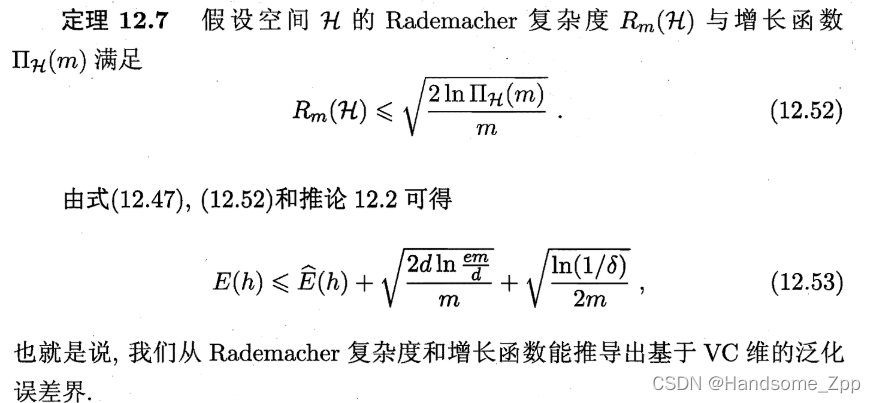 定理 12.7 假设空间 $\mathcal{H}$ 的 Rademacher 复杂度 $R_m(\mathcal{H})$ 与增长函数
$\Pi_{\mathcal{H}}(m)$ 满足
$R_m(\mathcal{H}) \leqslant \sqrt{\frac{2 \ln \Pi_{\mathcal{H}}(m)}{m}}$ . (12.52)
由式(12.47), (12.52)和推论 12.2 可得
$E(h) \leqslant \widehat{E}(h) + \sqrt{\frac{2d \ln \frac{em}{d}}{m}} + \sqrt{\frac{\ln(1/\delta)}{2m}}$ , (12.53)
也就是说, 我们从 Rademacher 复杂度和增长函数能推导出基于 VC 维的泛化
误差界.
CSDN @Handsome_Zpp